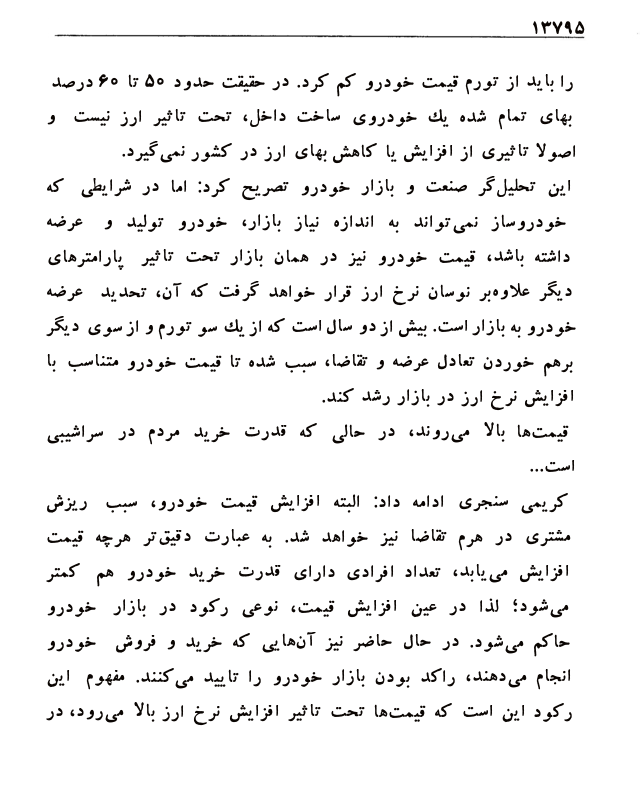 ۱۳۷۹۵
را باید از تورم قیمت خودرو کم کرد. در حقیقت حدود ۵۰ تا ۶۰ درصد
بهای تمام شده یك خودروی ساخت داخل، تحت تاثیر ارز نیست و
اصولا تاثیری از افزایش یا کاهش بهای ارز در کشور نمی‌گیرد.
این تحلیل‌گر صنعت و بازار خودرو تصریح کرد: اما در شرایطی که
خودروساز نمی‌تواند به اندازه نیاز بازار، خودرو تولید و عرضه
داشته باشد، قیمت خودرو نیز در همان بازار تحت تاثیر پارامترهای
دیگر علاوه‌بر نوسان نرخ ارز قرار خواهد گرفت که آن، تحدید عرضه
خودرو به بازار است. بیش از دو سال است که از یك سو تورم و از سوی دیگر
برهم خوردن تعادل عرضه و تقاضا، سبب شده تا قیمت خودرو متناسب با
افزایش نرخ ارز در بازار رشد کند.
قیمت‌ها بالا می‌روند، در حالی که قدرت خرید مردم در سراشیبی
است...
کریمی سنجری ادامه داد: البته افزایش قیمت خودرو، سبب ریزش
مشتری در هرم تقاضا نیز خواهد شد. به عبارت دقیق‌تر هرچه قیمت
افزایش می‌یابد، تعداد افرادی دارای قدرت خرید خودرو هم کمتر
می‌شود؛ لذا در عین افزایش قیمت، نوعی رکود در بازار خودرو
حاکم می‌شود. در حال حاضر نیز آن‌هایی که خرید و فروش خودرو
انجام می‌دهند، راکد بودن بازار خودرو را تایید می‌کنند. مفهوم این
رکود این است که قیمت‌ها تحت تاثیر افزایش نرخ ارز بالا می‌رود، در